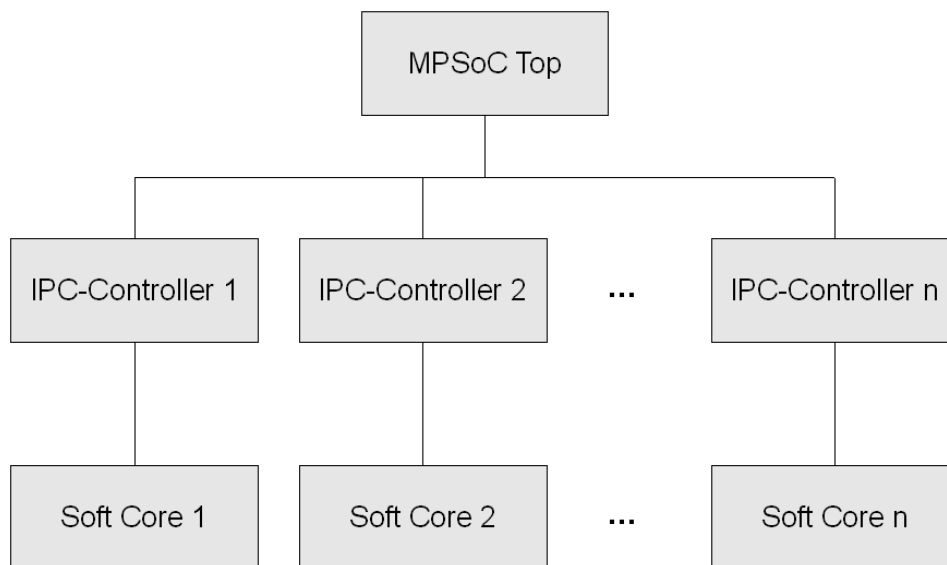 MPSoC Top
IPC-Controller 1
IPC-Controller 2
...
IPC-Controller n
Soft Core 1
Soft Core 2
...
Soft Core n